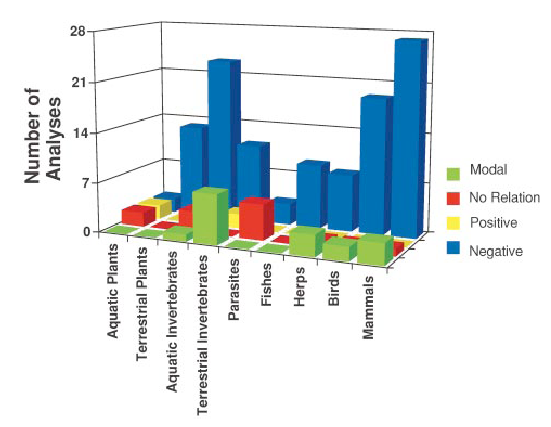 28
21
14
7
0
Number of
Analyses
Aquatic Plants
Terrestrial Plants
Aquatic Invertebrates
Terrestrial Invertebrates
Parasites
Fishes
Herps
Birds
Mammals
Modal
No Relation
Positive
Negative